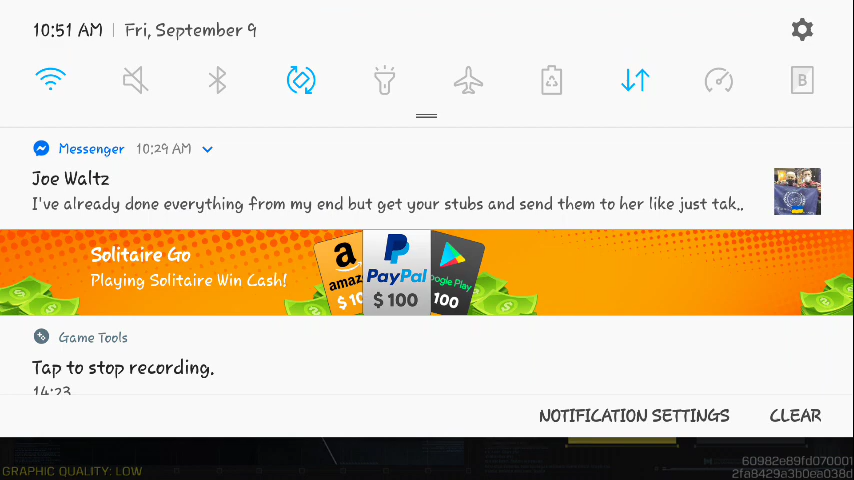 10:51 AM | Fri, September 9
B
Messenger 10:29 AM
Joe Waltz
I've already done everything from my end but get your stubs and send them to her like just tak..
Solitaire Go
Playing Solitaire Win Cash!
a
amaz
$10
PayPal
$100
oogle Play
100
Game Tools
Tap to stop recording.
14:23
NOTIFICATION SETTINGS CLEAR
GRAPHIC QUALITY: LOW
60982e89fd070001
2fa8429a3b0ea038d